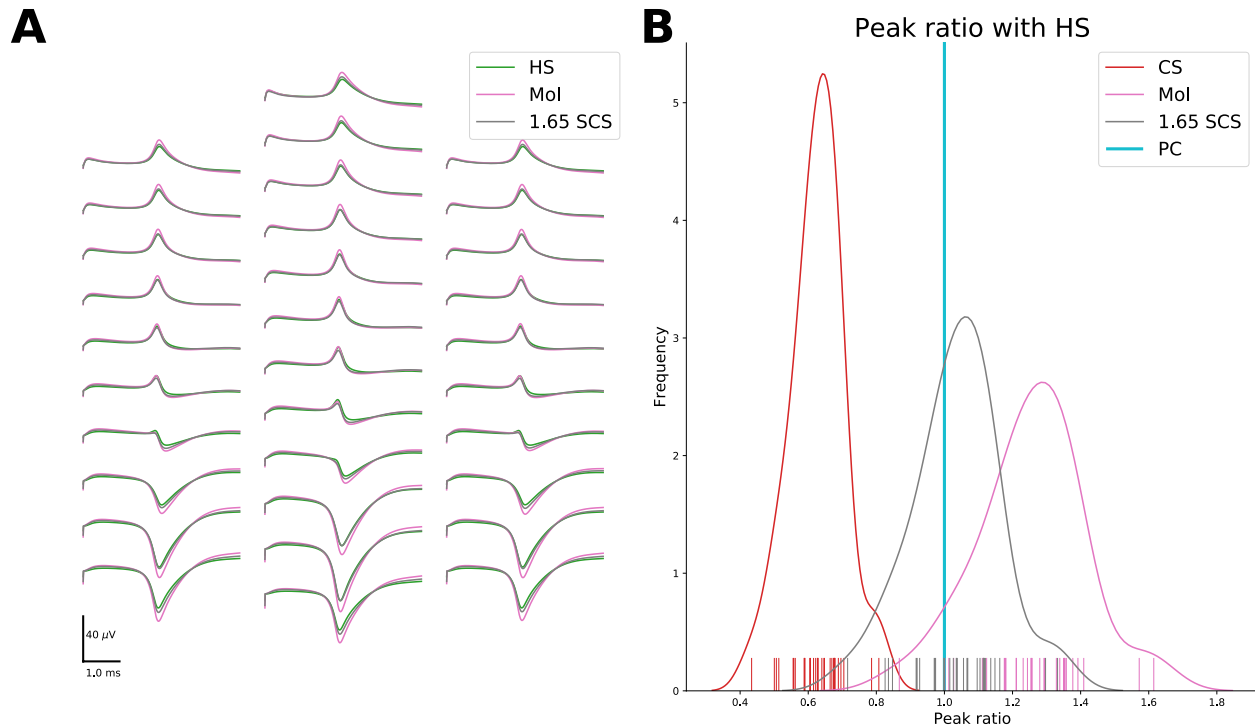 A
HS
Mol
1.65 SCS
40 μV
1.0 ms
B
Peak ratio with HS
CS
Mol
1.65 SCS
PC
Frequency
5
4
3
2
1
0
0.4 0.6 0.8 1.0 1.2 1.4 1.6 1.8
Peak ratio